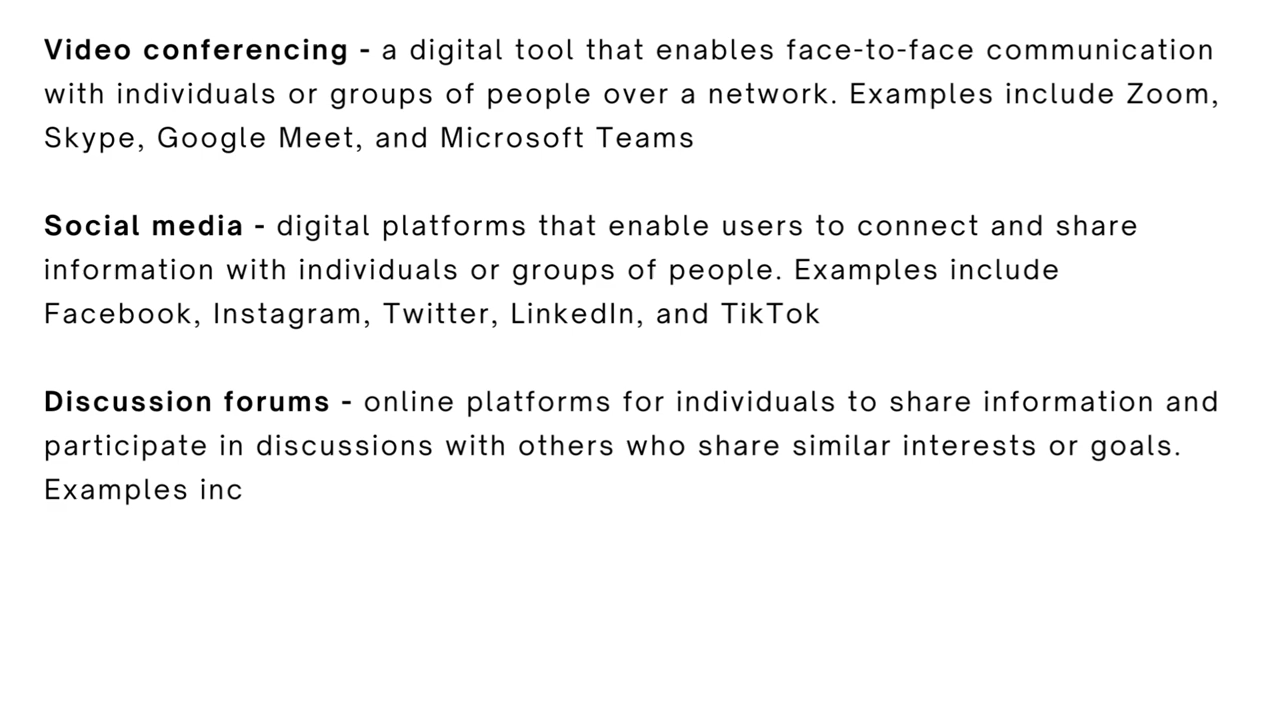 Video conferencing - a digital tool that enables face-to-face communication
with individuals or groups of people over a network. Examples include Zoom,
Skype, Google Meet, and Microsoft Teams
Social media - digital platforms that enable users to connect and share
information with individuals or groups of people. Examples include
Facebook, Instagram, Twitter, LinkedIn, and TikTok
Discussion forums - online platforms for individuals to share information and
participate in discussions with others who share similar interests or goals.
Examples inc